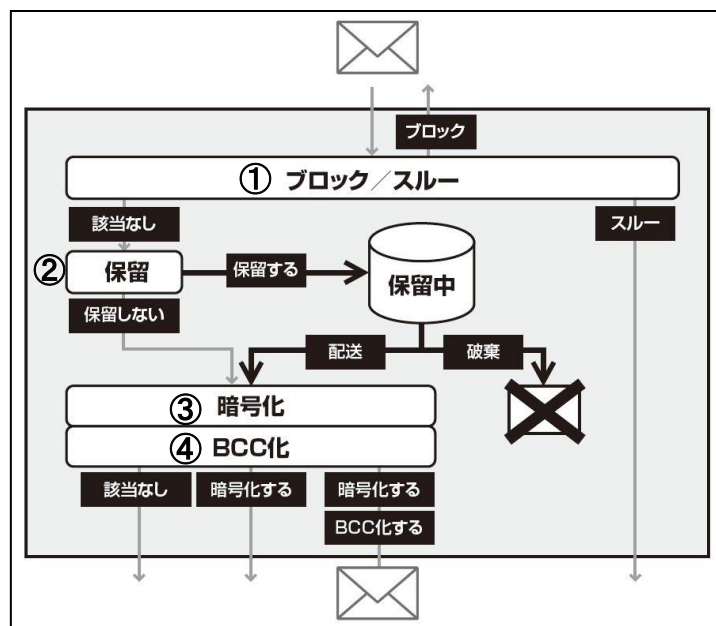 ブロック
① ブロック／スルー
該当なし
スルー
② 保留
保留する
保留中
保留しない
配送
破棄
③ 暗号化
④ BCC化
該当なし
暗号化する
暗号化する
BCC化する